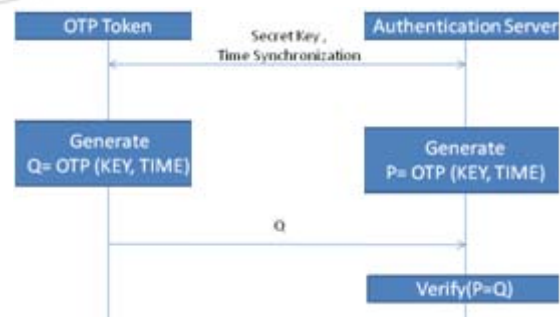 OTP Token
Authentication Server
Secret Key ,
Time Synchronization
Generate
Q= OTP (KEY, TIME)
Generate
P= OTP (KEY, TIME)
Q
Verify(P=Q)